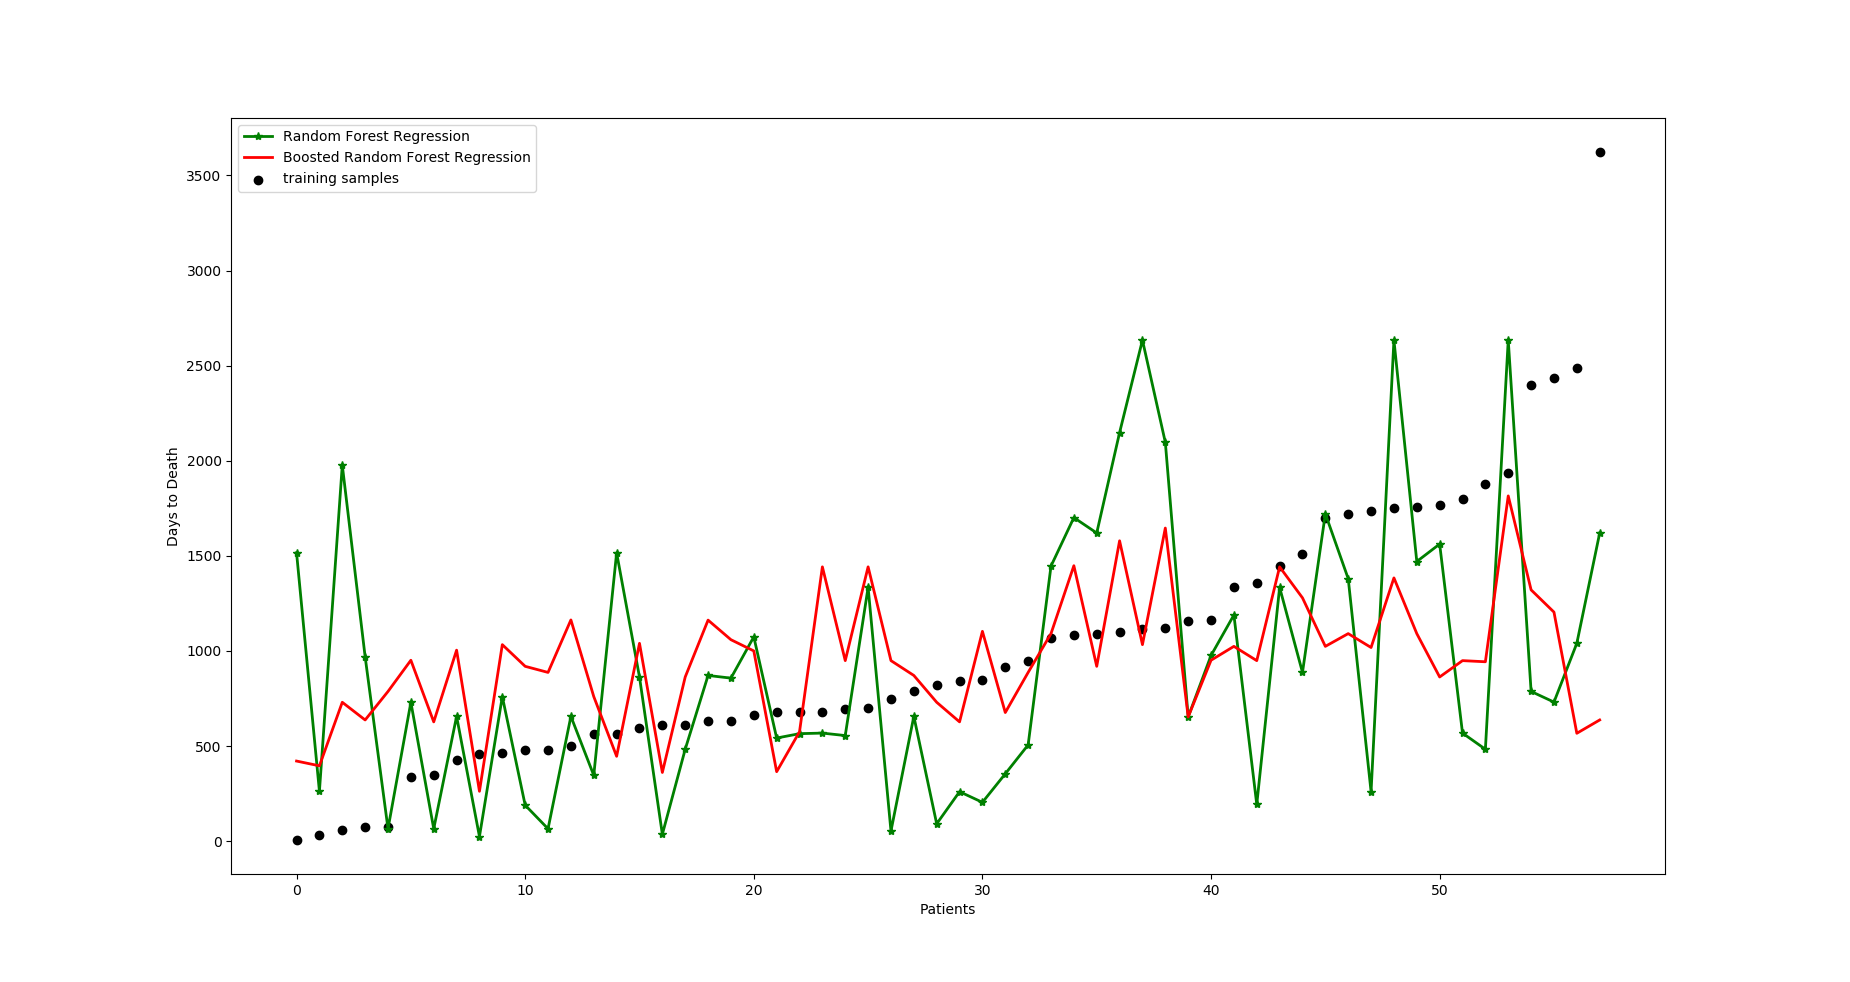 Random Forest Regression
Boosted Random Forest Regression
training samples
3500
3000
2500
2000
1500
1000
500
0
Days to Death
0 10 20 30 40 50
Patients